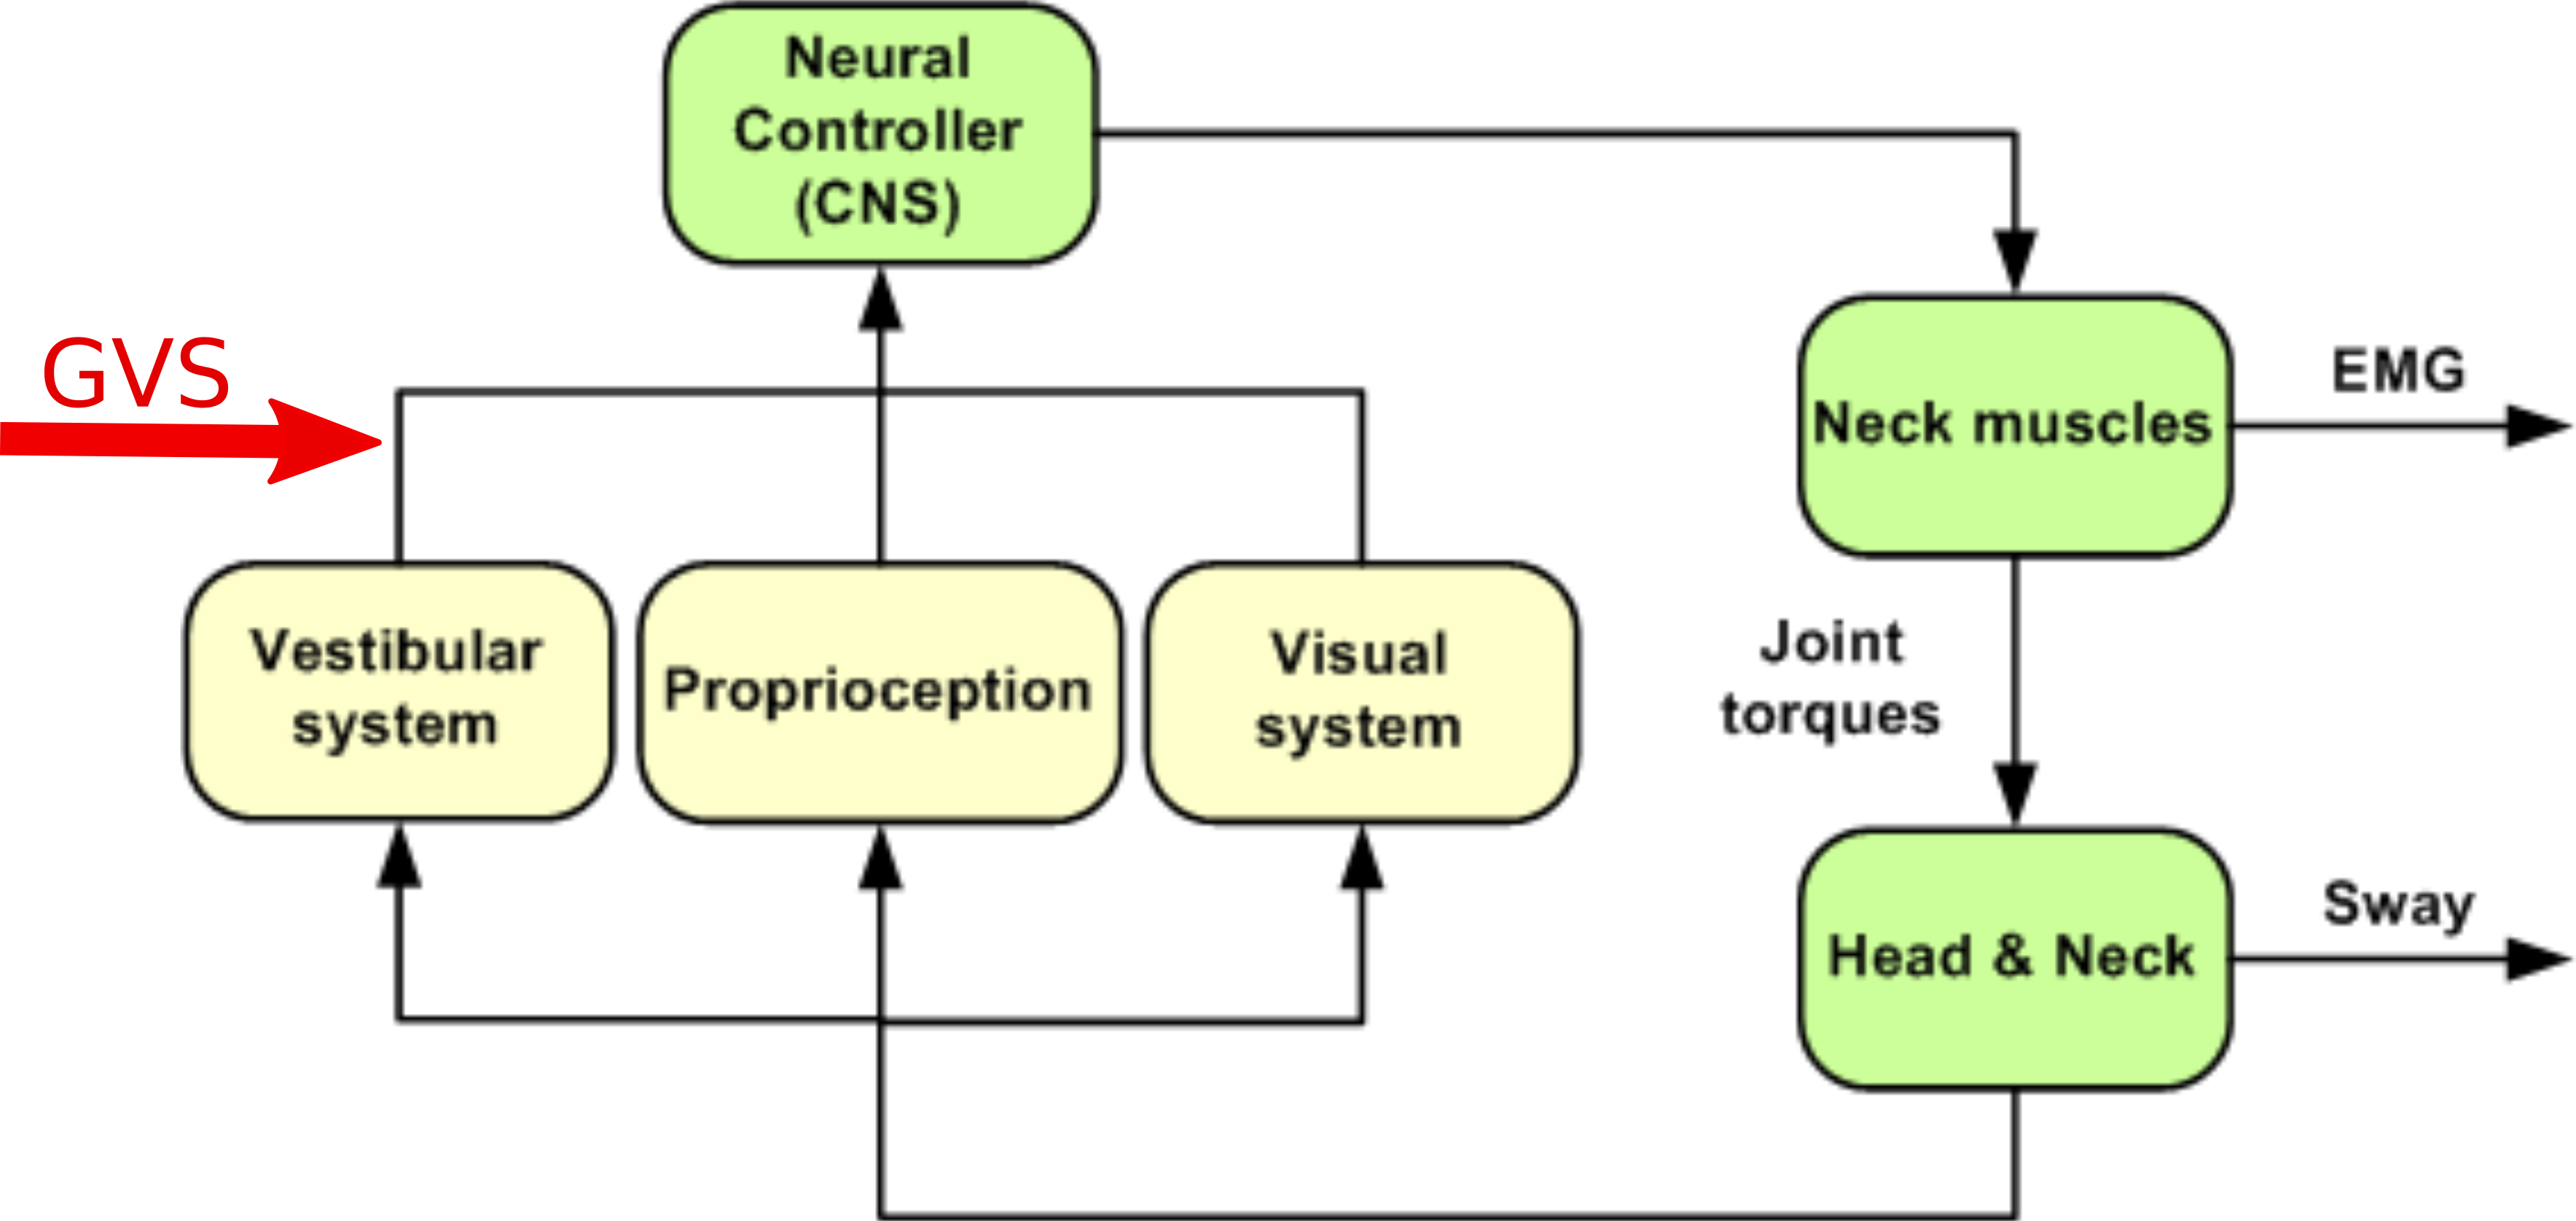 Neural
Controller
(CNS)
GVS
EMG
Neck muscles
Vestibular
system
Proprioception
Visual
system
Joint
torques
Sway
Head & Neck